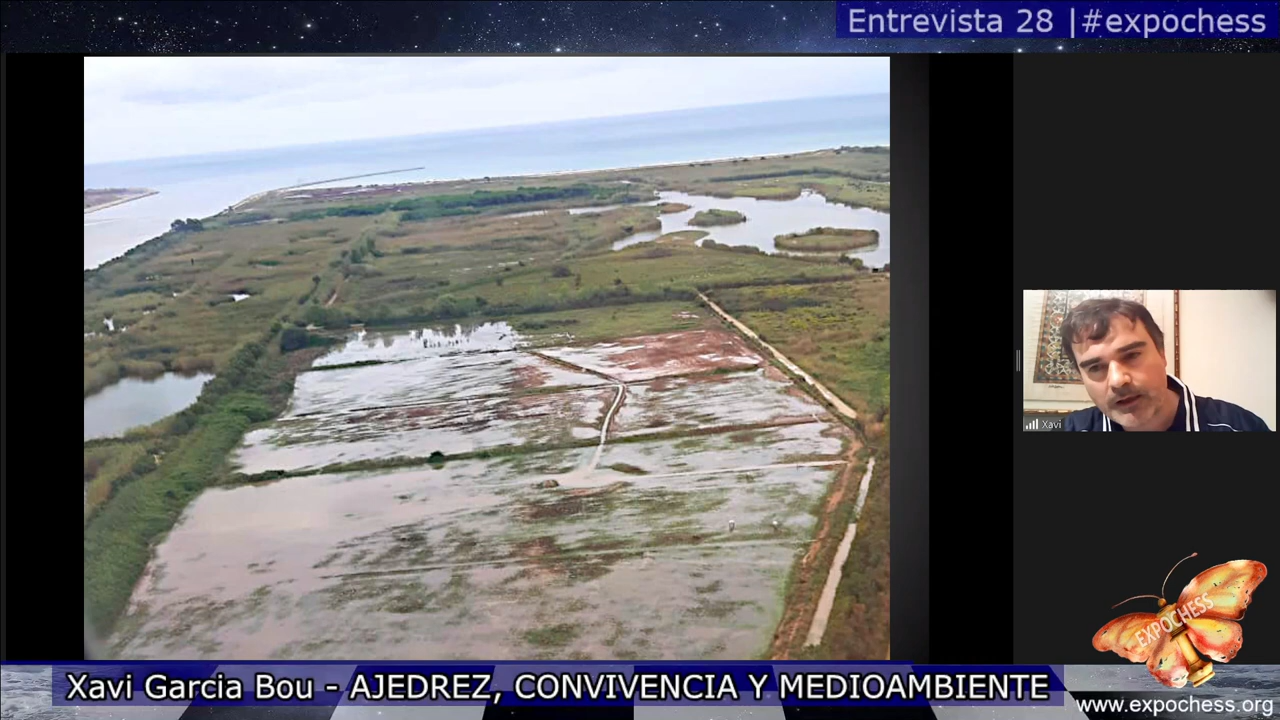 Entrevista 28 | #expochess
Xavi
EXPOCHESS
Xavi Garcia Bou - AJEDREZ, CONVIVENCIA Y MEDIOAMBIENTE
www.expochess.org